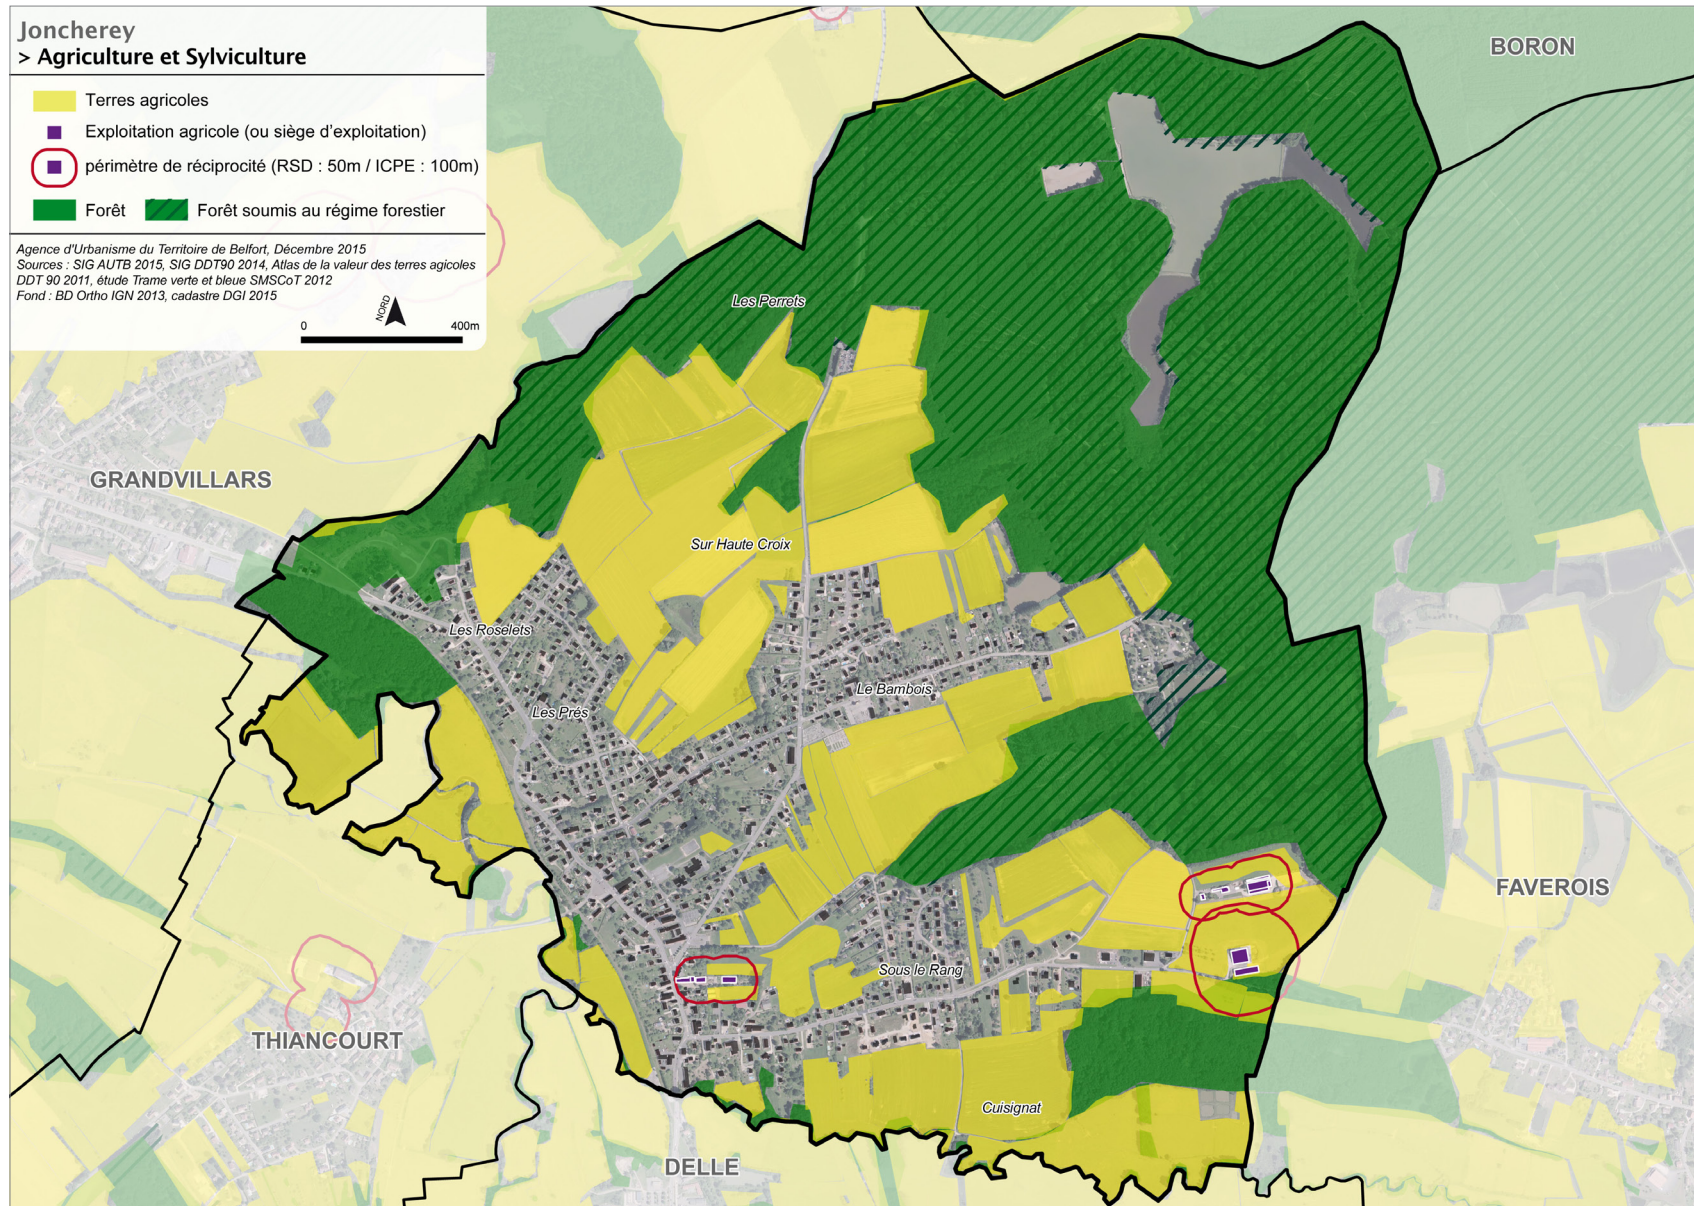 Joncherey
> Agriculture et Sylviculture
Terres agricoles
Exploitation agricole (ou siège d'exploitation)
périmètre de réciprocité (RSD : 50m / ICPE : 100m)
Forêt
Forêt soumis au régime forestier
Agence d'Urbanisme du Territoire de Belfort, Décembre 2015
Sources : SIG AUTB 2015, SIG DDT90 2014, Atlas de la valeur des terres agicoles
DDT 90 2011, étude Trame verte et bleue SMSCoT 2012
Fond : BD Ortho IGN 2013, cadastre DGI 2015
NORD
0
400m
BORON
Les Perrets
GRANDVILLARS
Sur Haute Croix
Les Roselets
Le Bambois
Les Prés
FAVEROIS
Sous le Rang
THIANCOURT
Cuisignat
DELLE